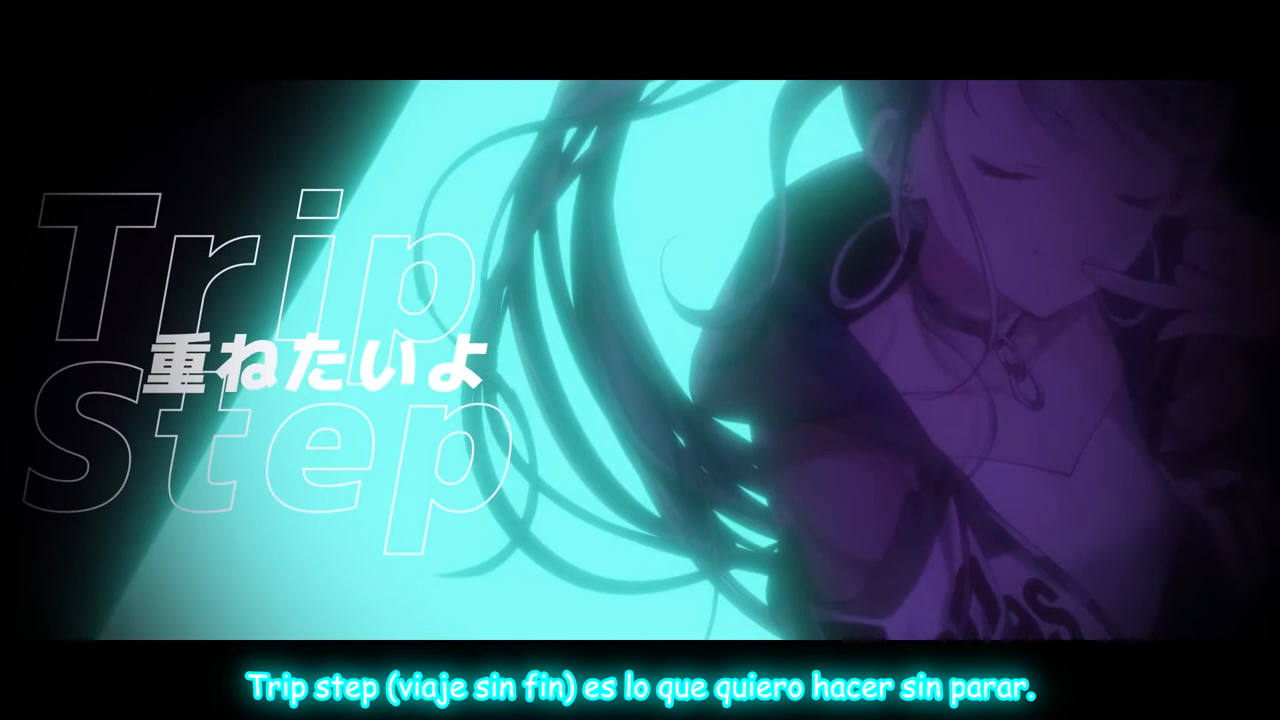 Trip
重ねたいよ
Step
Trip step (viaje sin fin) es lo que quiero hacer sin parar.